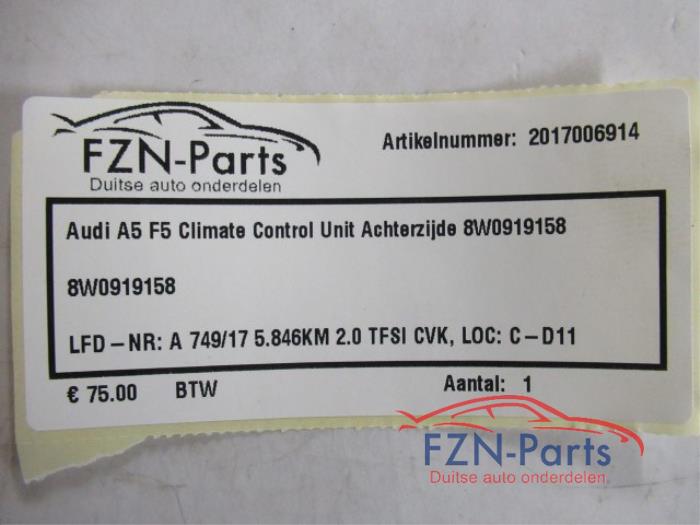 FZN-Parts
Duitse auto onderdelen
Artikelnummer: 2017006914
Audi A5 F5 Climate Control Unit Achterzijde 8W0919158
8W0919158
LFD-NR: A 749/17 5.846KM 2.0 TFSI CVK, LOC: C-D11
€ 75.00 BTW Aantal: 1
FZN-Parts
Duitse auto onderdelen